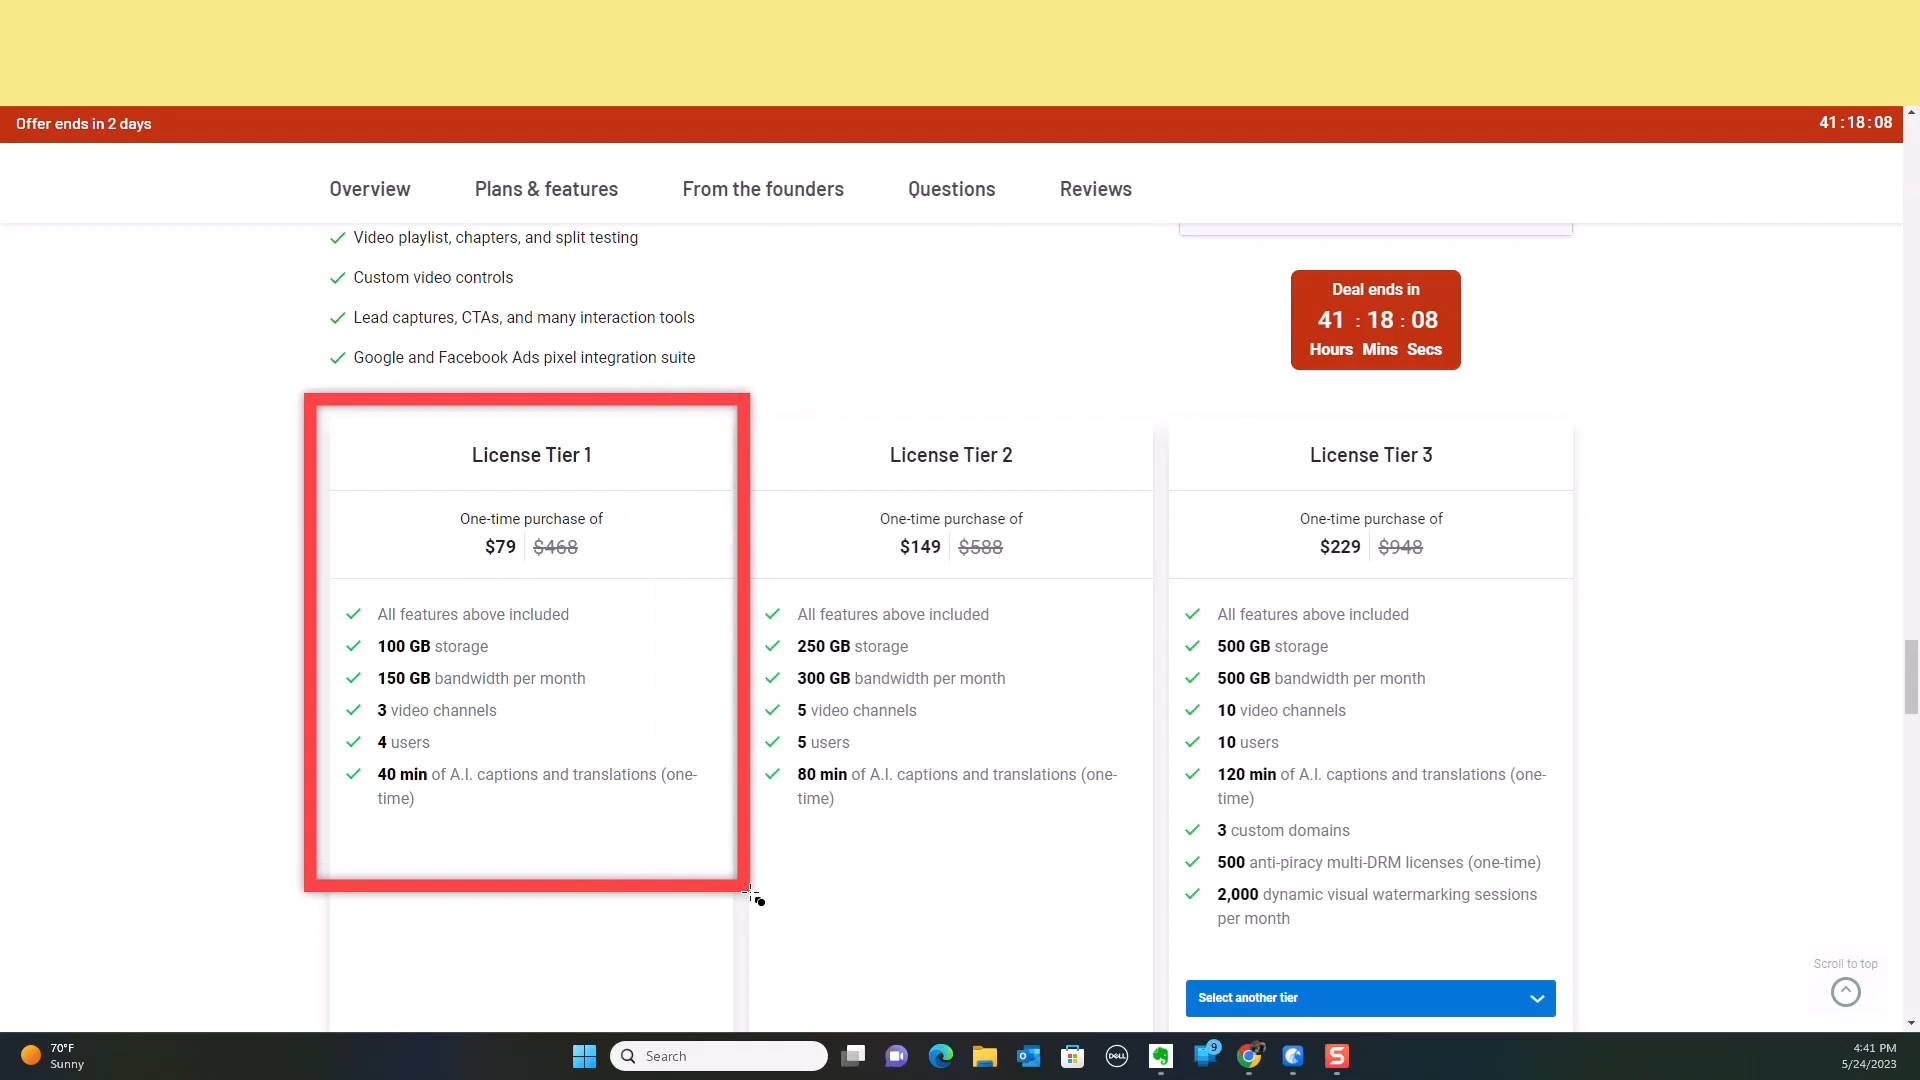 Offer ends in 2 days
41 : 18 : 08
Overview
Plans & features
From the founders
Questions
Reviews
Video playlist, chapters, and split testing
Custom video controls
Lead captures, CTAs, and many interaction tools
Google and Facebook Ads pixel integration suite
Deal ends in
41 : 18 : 08
Hours Mins Secs
License Tier 1
One-time purchase of
$79 $468
All features above included
100 GB storage
150 GB bandwidth per month
3 video channels
4 users
40 min of A.I. captions and translations (one-
time)
License Tier 2
One-time purchase of
$149 $588
All features above included
250 GB storage
300 GB bandwidth per month
5 video channels
5 users
80 min of A.I. captions and translations (one-
time)
License Tier 3
One-time purchase of
$229 $948
All features above included
500 GB storage
500 GB bandwidth per month
10 video channels
10 users
120 min of A.I. captions and translations (one-
time)
3 custom domains
500 anti-piracy multi-DRM licenses (one-time)
2,000 dynamic visual watermarking sessions
per month
Select another tier
Scroll to top
70°F
Sunny
Search
DELL
9
S
4:41 PM
5/24/2023